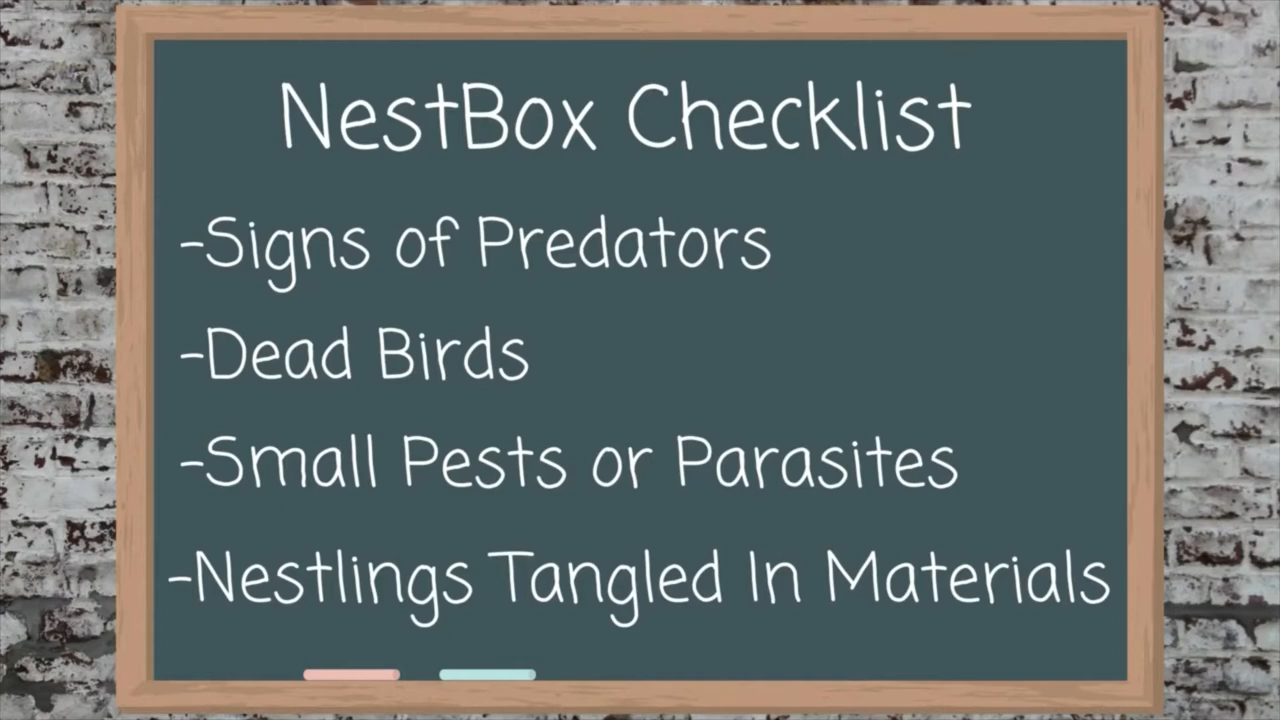 NestBox Checklist
-Signs of Predators
-Dead Birds
-Small Pests or Parasites
-Nestlings Tangled In Materials